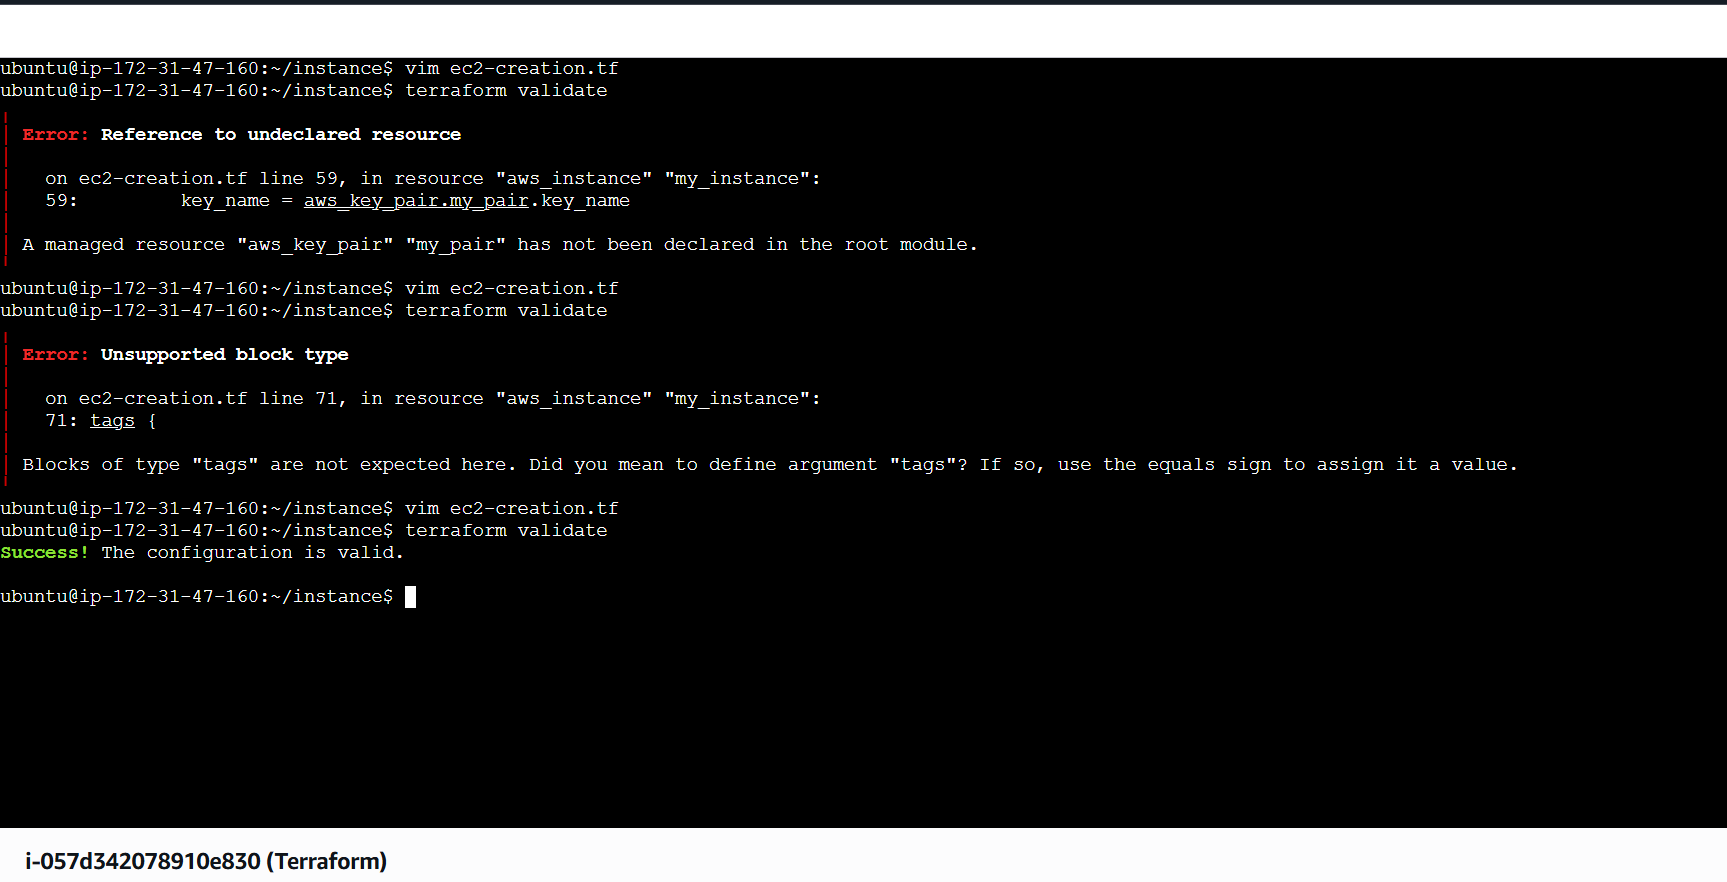 ubuntu@ip-172-31-47-160:~/instance$ vim ec2-creation.tf
ubuntu@ip-172-31-47-160:~/instance$ terraform validate
Error: Reference to undeclared resource
on ec2-creation.tf line 59, in resource "aws_instance" "my_instance":
59: key_name = aws_key_pair.my_pair.key_name
A managed resource "aws_key_pair" "my_pair" has not been declared in the root module.
ubuntu@ip-172-31-47-160:~/instance$ vim ec2-creation.tf
ubuntu@ip-172-31-47-160:~/instance$ terraform validate
Error: Unsupported block type
on ec2-creation.tf line 71, in resource "aws_instance" "my_instance":
71: tags {
Blocks of type "tags" are not expected here. Did you mean to define argument "tags"? If so, use the equals sign to assign it a value.
ubuntu@ip-172-31-47-160:~/instance$ vim ec2-creation.tf
ubuntu@ip-172-31-47-160:~/instance$ terraform validate
Success! The configuration is valid.
ubuntu@ip-172-31-47-160:~/instance$
i-057d342078910e830 (Terraform)